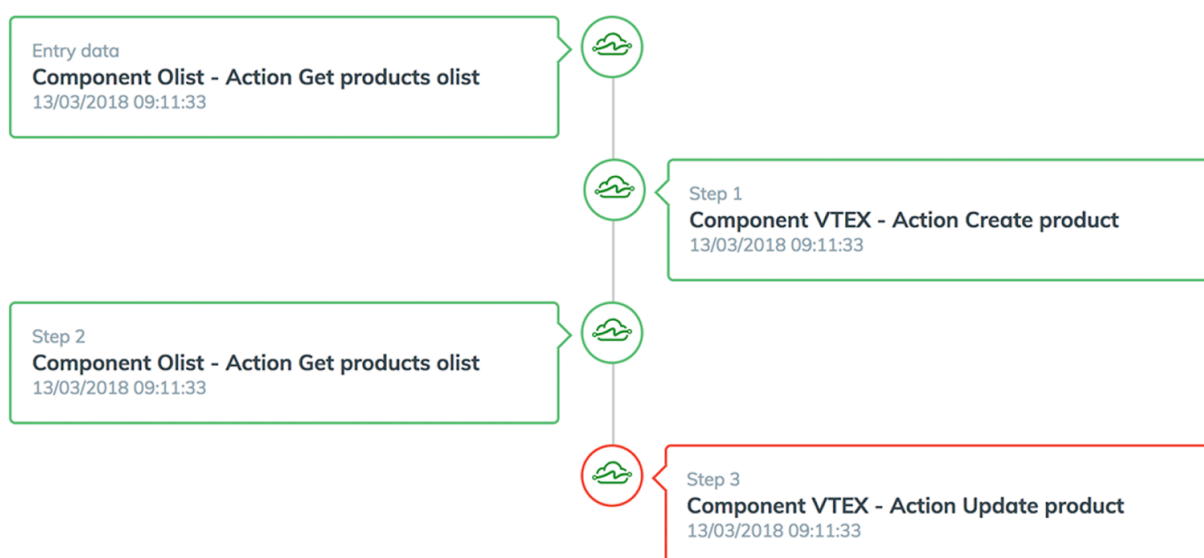 Entry data
Component Olist - Action Get products olist
13/03/2018 09:11:33
Step 1
Component VTEX - Action Create product
13/03/2018 09:11:33
Step 2
Component Olist - Action Get products olist
13/03/2018 09:11:33
Step 3
Component VTEX - Action Update product
13/03/2018 09:11:33